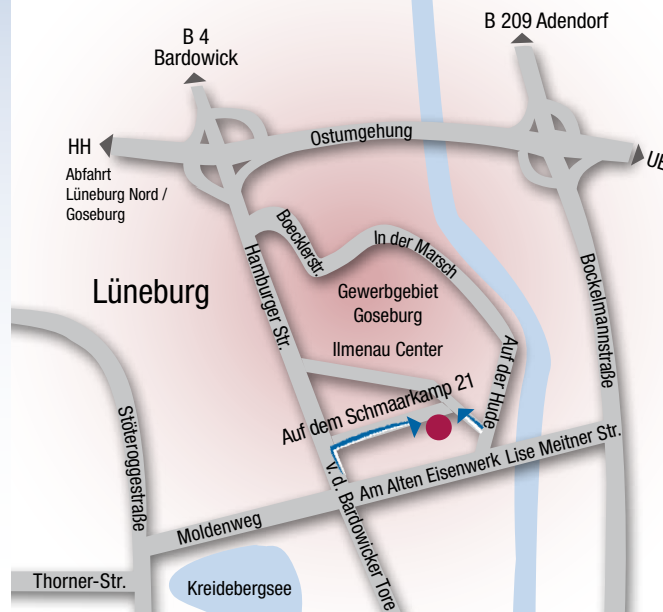 B 209 Adendorf
B 4
Bardowick
Ostumgehung
HH
Abfahrt
Lüneburg Nord /
Goseburg
UE
Boecklerstr.
In der Marsch
Hamburger Str.
Bockelmannstraße
Lüneburg
Gewerbgebiet
Goseburg
Ilmenau Center
Auf der Hude
Auf dem Schmaarkamp 21
Stöteroggestraße
Am Alten Eisenwerk
Lise Meitner Str.
V. d. Bardowicker Tore
Moldenweg
Thorner-Str.
Kreidebergsee